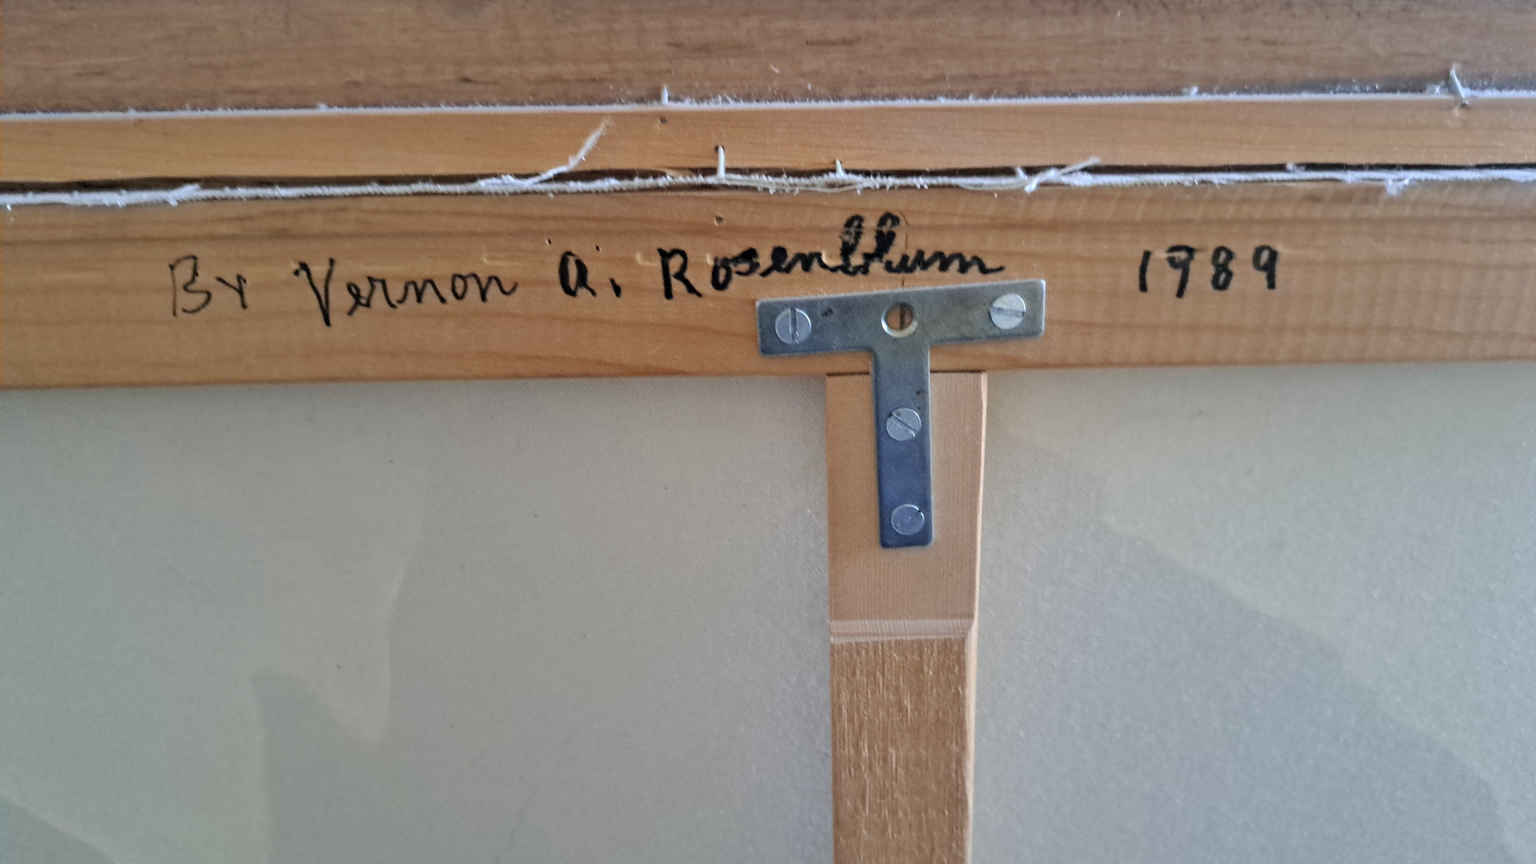 By Vernon A. Rosenblum 1989